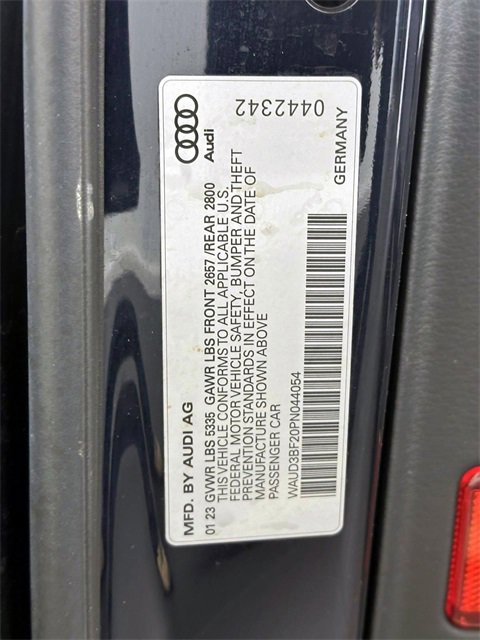 MFD. BY AUDI AG
Audi
01 23 GVWR LBS 5335 GAWR LBS FRONT 2657/REAR 2800
THIS VEHICLE CONFORMS TO ALL APPLICABLE U.S.
FEDERAL MOTOR VEHICLE SAFETY, BUMPER AND THEFT
PREVENTION STANDARDS IN EFFECT ON THE DATE OF
MANUFACTURE SHOWN ABOVE
PASSENGER CAR
0442342
WAUD3BF20PN044054
GERMANY